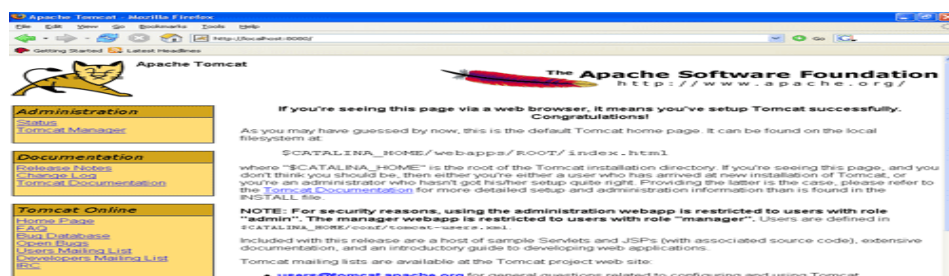 Apache Tomcat - Mozilla Firefox
File Edit View Go Bookmarks Tools Help
http://localhost:8080/
Go
Getting Started Latest Headlines
Apache Tomcat
The Apache Software Foundation
http://www.apache.org/
Administration
Status
Tomcat Manager
Documentation
Release Notes
Change Log
Tomcat Documentation
Tomcat Online
Home Page
FAQ
Bug Database
Open Bugs
Users Mailing List
Developers Mailing List
IRC
If you're seeing this page via a web browser, it means you've setup Tomcat successfully.
Congratulations!
As you may have guessed by now, this is the default Tomcat home page. It can be found on the local
filesystem at:
$CATALINA_HOME/webapps/ROOT/index.html
where "$CATALINA_HOME" is the root of the Tomcat installation directory. If you're seeing this page, and you
don't think you should be, then either you're either a user who has arrived at new installation of Tomcat, or
you're an administrator who hasn't got his/her setup quite right. Providing the latter is the case, please refer to
the Tomcat Documentation for more detailed setup and administration information than is found in the
INSTALL file.
NOTE: For security reasons, using the administration webapp is restricted to users with role
"admin". The manager webapp is restricted to users with role "manager". Users are defined in
$CATALINA_HOME/conf/tomcat-users.xml.
Included with this release are a host of sample Servlets and JSPs (with associated source code), extensive
documentation, and an introductory guide to developing web applications.
Tomcat mailing lists are available at the Tomcat project web site:
users@tomcat.apache.org for general questions related to configuring and using Tomcat